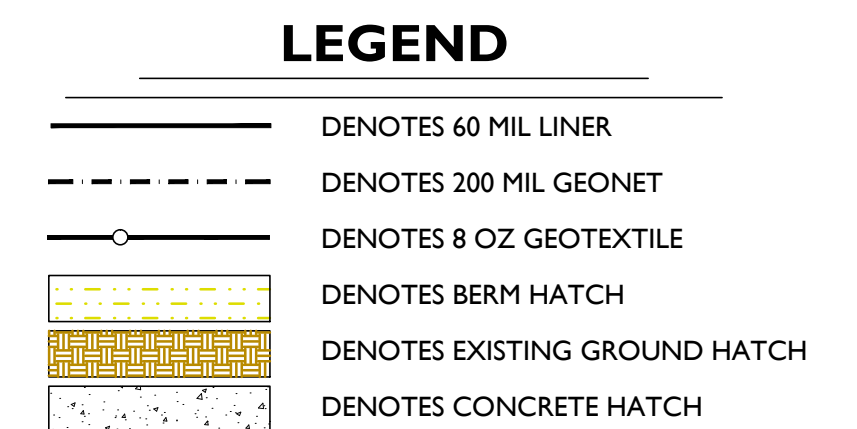 LEGEND
DENOTES 60 MIL LINER
DENOTES 200 MIL GEONET
DENOTES 8 OZ GEOTEXTILE
DENOTES BERM HATCH
DENOTES EXISTING GROUND HATCH
DENOTES CONCRETE HATCH